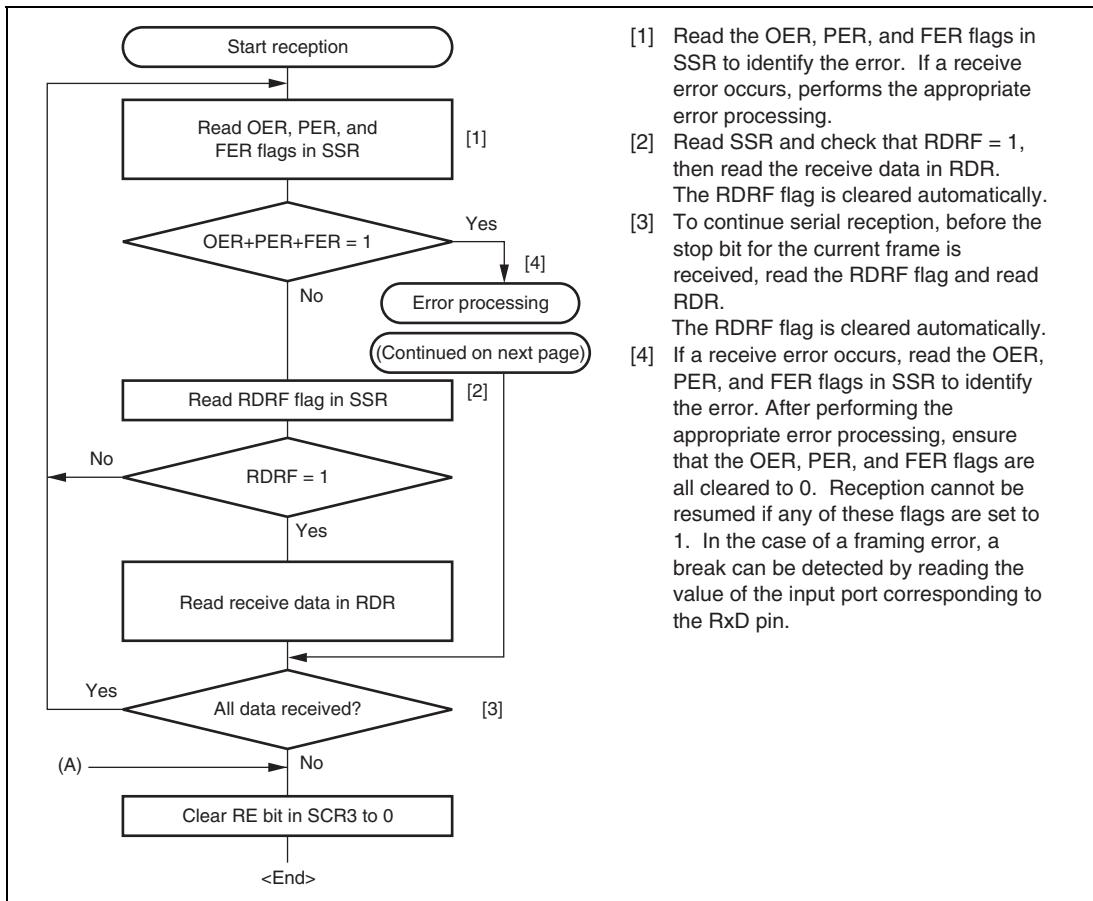 Start reception
Read OER, PER, and
FER flags in SSR
[1]
OER+PER+FER = 1
Yes
[4]
No
Error processing
(Continued on next page)
Read RDRF flag in SSR
[2]
No
RDRF = 1
Yes
Read receive data in RDR
Yes
All data received?
[3]
(A)
No
Clear RE bit in SCR3 to 0
<End>
[1] Read the OER, PER, and FER flags in
SSR to identify the error. If a receive
error occurs, performs the appropriate
error processing.
[2] Read SSR and check that RDRF = 1,
then read the receive data in RDR.
The RDRF flag is cleared automatically.
[3] To continue serial reception, before the
stop bit for the current frame is
received, read the RDRF flag and read
RDR.
The RDRF flag is cleared automatically.
[4] If a receive error occurs, read the OER,
PER, and FER flags in SSR to identify
the error. After performing the
appropriate error processing, ensure
that the OER, PER, and FER flags are
all cleared to 0. Reception cannot be
resumed if any of these flags are set to
1. In the case of a framing error, a
break can be detected by reading the
value of the input port corresponding to
the RxD pin.